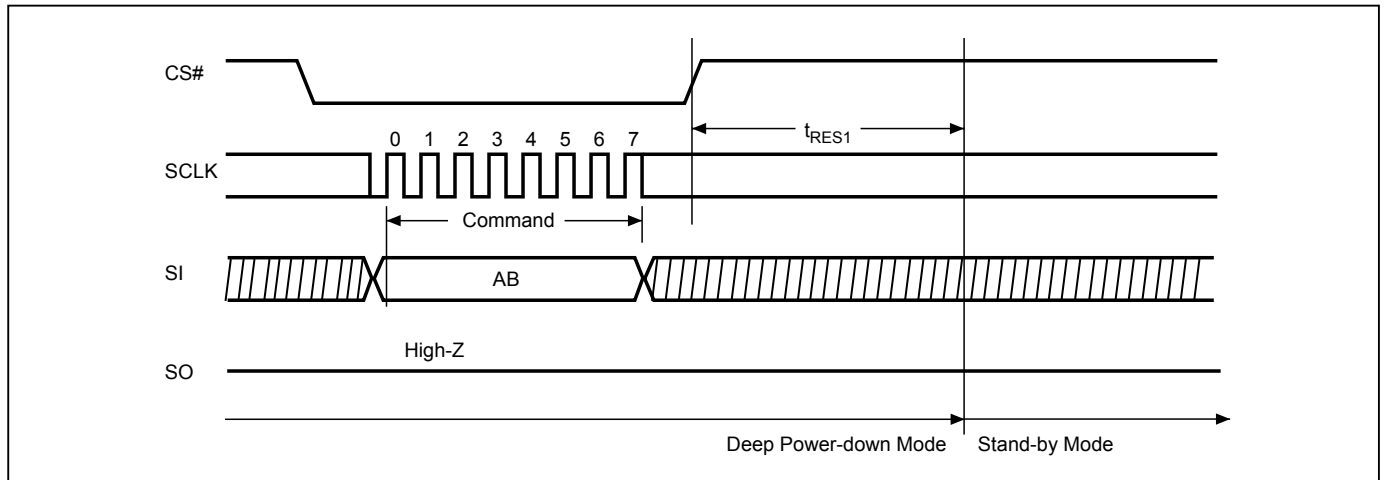 CS#
tRES1
0 1 2 3 4 5 6 7
SCLK
Command
SI
AB
High-Z
SO
Deep Power-down Mode Stand-by Mode